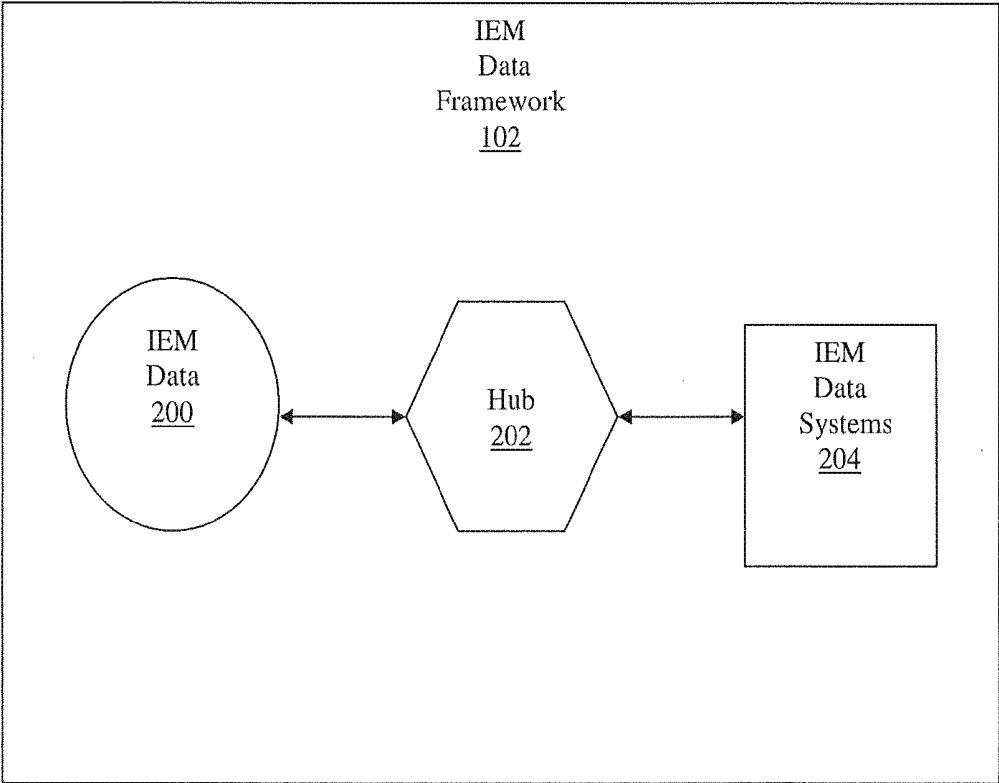 IEM
Data
Framework
102
IEM
Data
200
Hub
202
IEM
Data
Systems
204